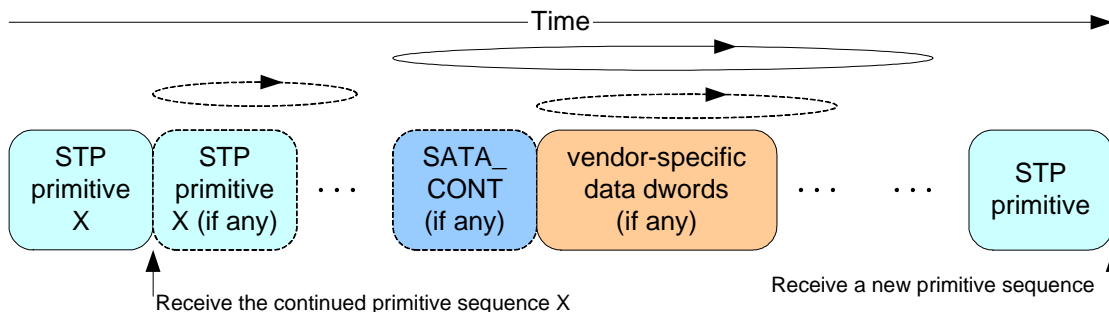 Time
STP
primitive
X
STP
primitive
X (if any)
. . .
SATA_
CONT
(if any)
vendor-specific
data dwords
(if any)
. . .
. . .
STP
primitive
Receive the continued primitive sequence X
Receive a new primitive sequence